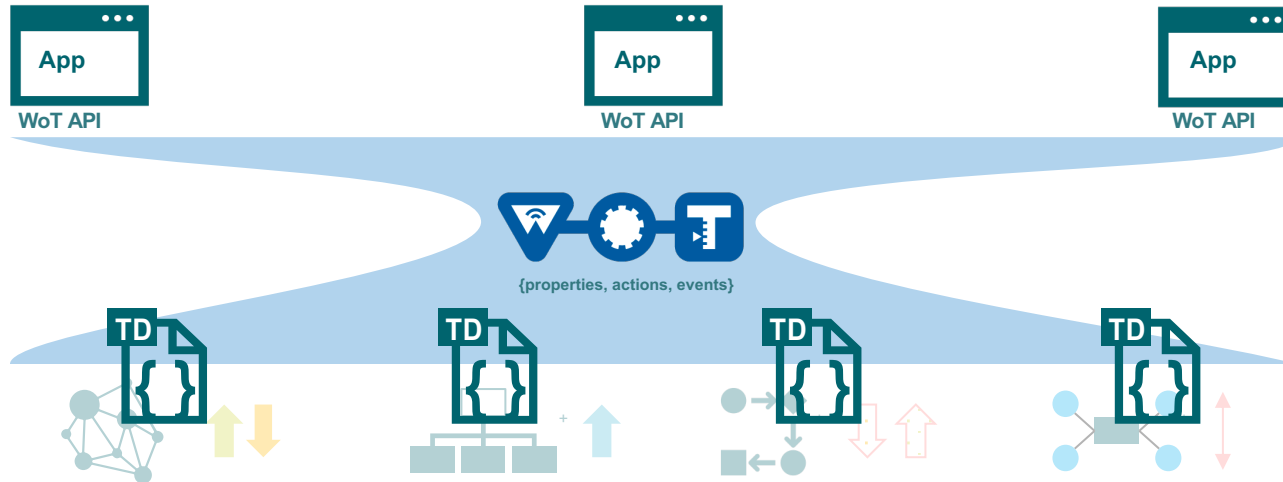 App
App
App
WoT API
WoT API
WoT API
W T
{properties, actions, events}
TD
TD
TD
TD
{ }
{ }
{ }
{ }
+